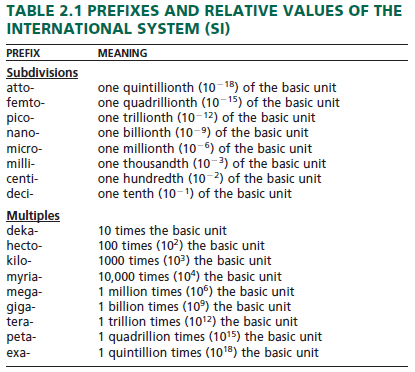 TABLE 2.1 PREFIXES AND RELATIVE VALUES OF THE
INTERNATIONAL SYSTEM (SI)
PREFIX MEANING
Subdivisions
atto- one quintillionth (10⁻¹⁸) of the basic unit
femto- one quadrillionth (10⁻¹⁵) of the basic unit
pico- one trillionth (10⁻¹²) of the basic unit
nano- one billionth (10⁻⁹) of the basic unit
micro- one millionth (10⁻⁶) of the basic unit
milli- one thousandth (10⁻³) of the basic unit
centi- one hundredth (10⁻²) of the basic unit
deci- one tenth (10⁻¹) of the basic unit
Multiples
deka- 10 times the basic unit
hecto- 100 times (10²) the basic unit
kilo- 1000 times (10³) the basic unit
myria- 10,000 times (10⁴) the basic unit
mega- 1 million times (10⁶) the basic unit
giga- 1 billion times (10⁹) the basic unit
tera- 1 trillion times (10¹²) the basic unit
peta- 1 quadrillion times (10¹⁵) the basic unit
exa- 1 quintillion times (10¹⁸) the basic unit